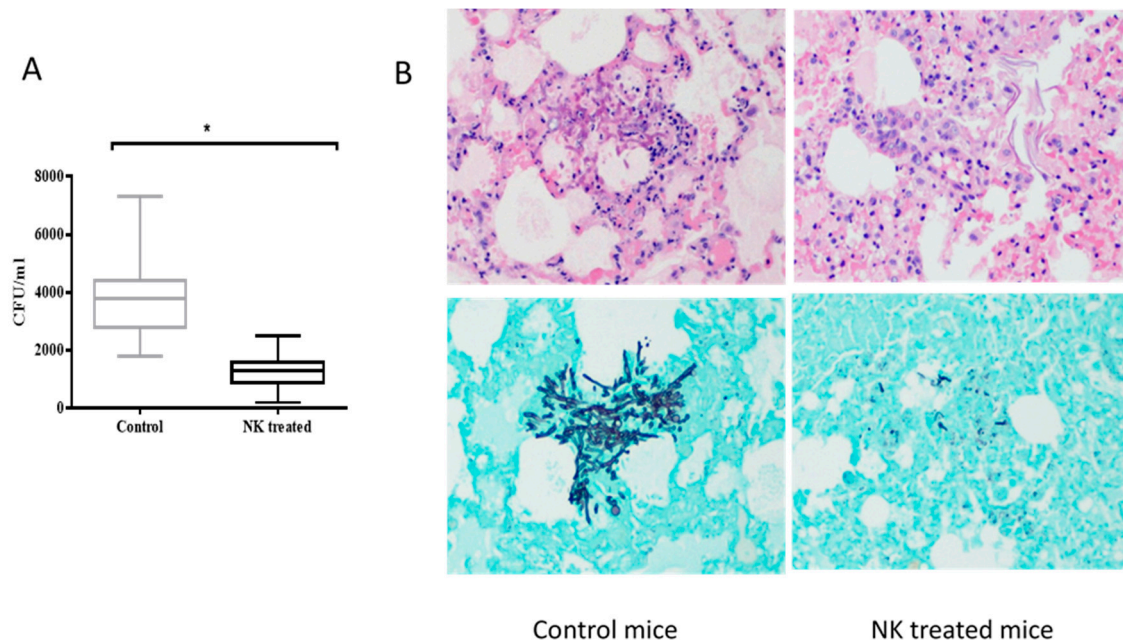 A
B
*
8000
6000
4000
2000
0
CFU/ml
Control NK treated
Control mice NK treated mice